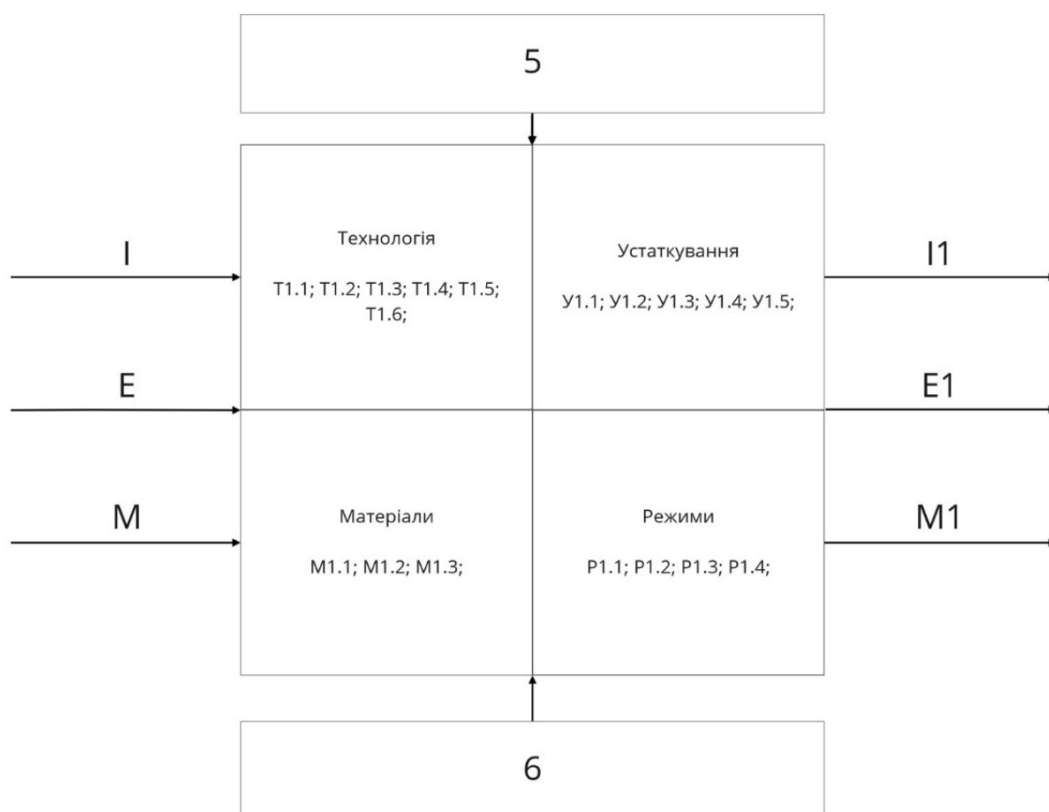 5
Технологія
Т1.1; Т1.2; Т1.3; Т1.4; Т1.5;
Т1.6;
Устаткування
У1.1; У1.2; У1.3; У1.4; У1.5;
I
I1
E
E1
M
M1
Матеріали
М1.1; М1.2; М1.3;
Режими
Р1.1; Р1.2; Р1.3; Р1.4;
6